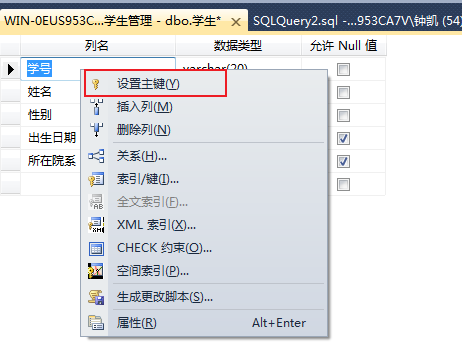 WIN-0EUS953C...学生管理 - dbo.学生* SQLQuery2.sql -...953CA7V\钟凯 (54)
列名 数据类型 允许 Null 值
学号 varchar(20)
设置主键(Y)
姓名
插入列(M)
性别
删除列(N)
出生日期
关系(H)...
所在院系
索引/键(I)...
全文索引(F)...
XML 索引(X)...
CHECK 约束(O)...
空间索引(P)...
生成更改脚本(S)...
属性(R) Alt+Enter